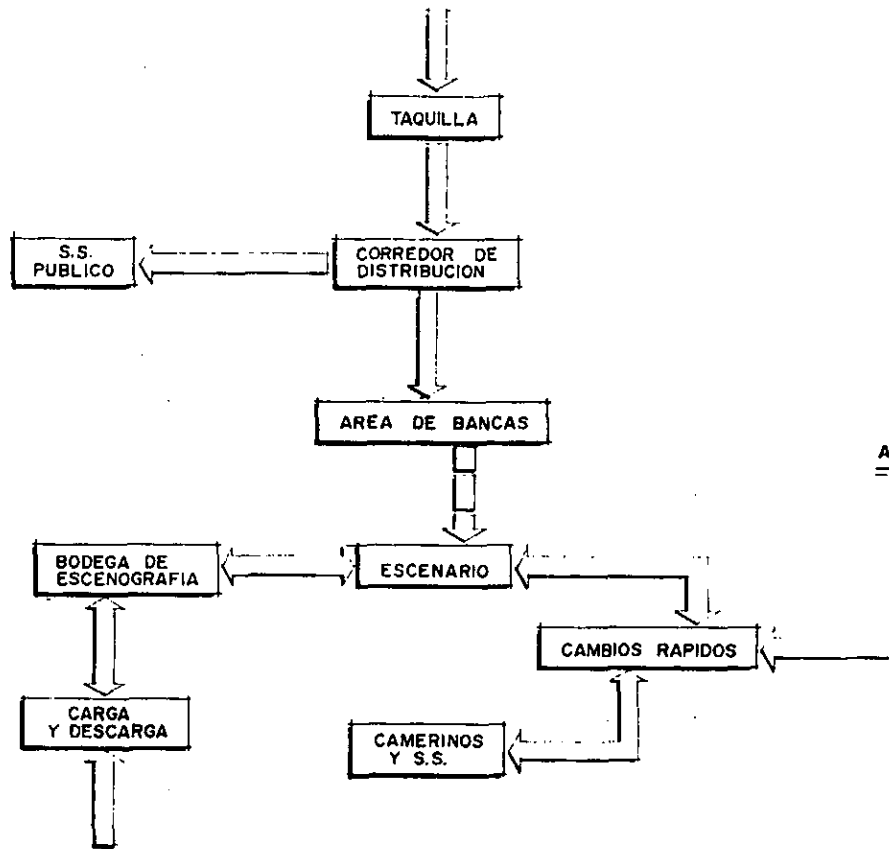 TAQUILLA
S.S.
PUBLICO
CORREDOR DE
DISTRIBUCION
AREA DE BANCAS
A
BODEGA DE
ESCENOGRAFIA
ESCENARIO
CAMBIOS RAPIDOS
CARGA
Y DESCARGA
CAMERINOS
Y S.S.